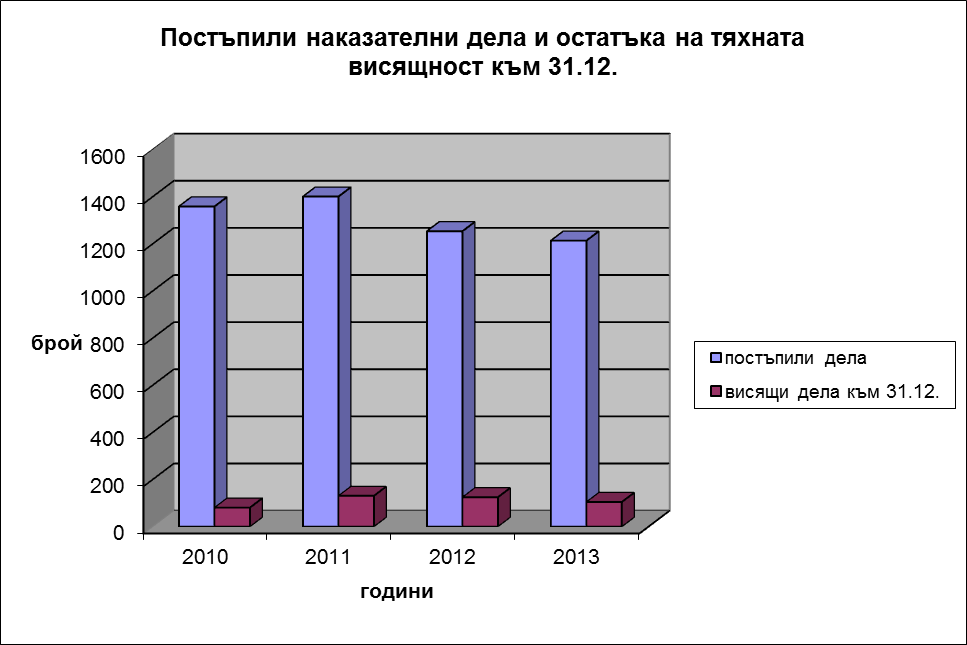 Постъпили наказателни дела и остатъка на тяхната
висящност към 31.12.
1600
1400
1200
1000
брой 800
600
400
200
0
2010 2011 2012 2013
години
постъпили дела
висящи дела към 31.12.